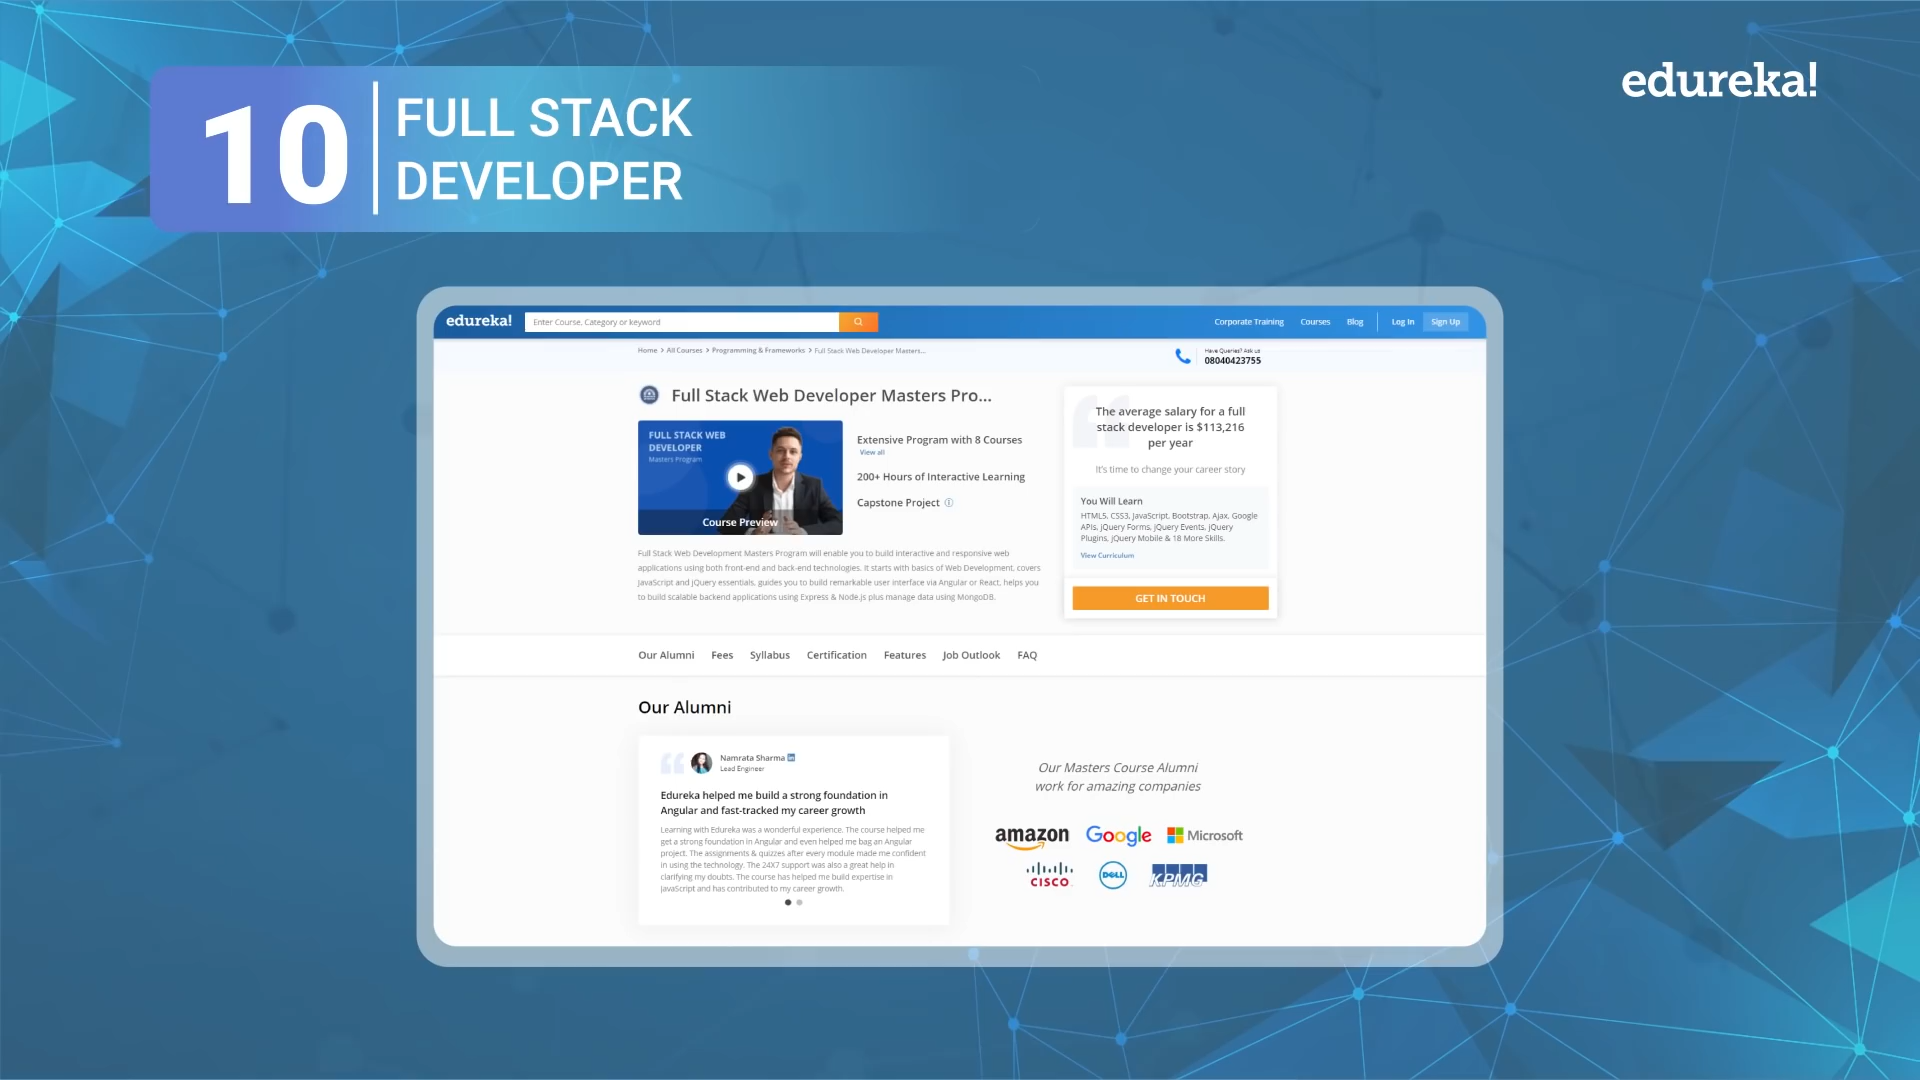 10
FULL STACK
DEVELOPER
edureka!
edureka!
Enter Course, Category or keyword
Corporate Training
Courses
Blog
Log In
Sign Up
Home > All Courses > Programming & Frameworks > Full Stack Web Developer Masters...
Have Queries? Ask us
08040423755
Full Stack Web Developer Masters Pro...
FULL STACK WEB
DEVELOPER
Masters Program
Course Preview
Extensive Program with 8 Courses
View all
200+ Hours of Interactive Learning
Capstone Project
Full Stack Web Development Masters Program will enable you to build interactive and responsive web
applications using both front-end and back-end technologies. It starts with basics of Web Development, covers
JavaScript and jQuery essentials, guides you to build remarkable user interface via Angular or React, helps you
to build scalable backend applications using Express & Node.js plus manage data using MongoDB.
The average salary for a full
stack developer is $113,216
per year
It's time to change your career story
You Will Learn
HTML5, CSS3, JavaScript, Bootstrap, Ajax, Google
APIs, jQuery Forms, jQuery Events, jQuery
Plugins, jQuery Mobile & 18 More Skills.
View Curriculum
GET IN TOUCH
Our Alumni
Fees
Syllabus
Certification
Features
Job Outlook
FAQ
Our Alumni
Namrata Sharma
Lead Engineer
Edureka helped me build a strong foundation in
Angular and fast-tracked my career growth
Learning with Edureka was a wonderful experience. The course helped me
get a strong foundation in Angular and even helped me bag an Angular
project. The assignments & quizzes after every module made me confident
in using the technology. The 24X7 support was also a great help in
clarifying my doubts. The course has helped me build expertise in
JavaScript and has contributed to my career growth.
Our Masters Course Alumni
work for amazing companies
amazon
Google
Microsoft
CISCO
DELL
KPMG